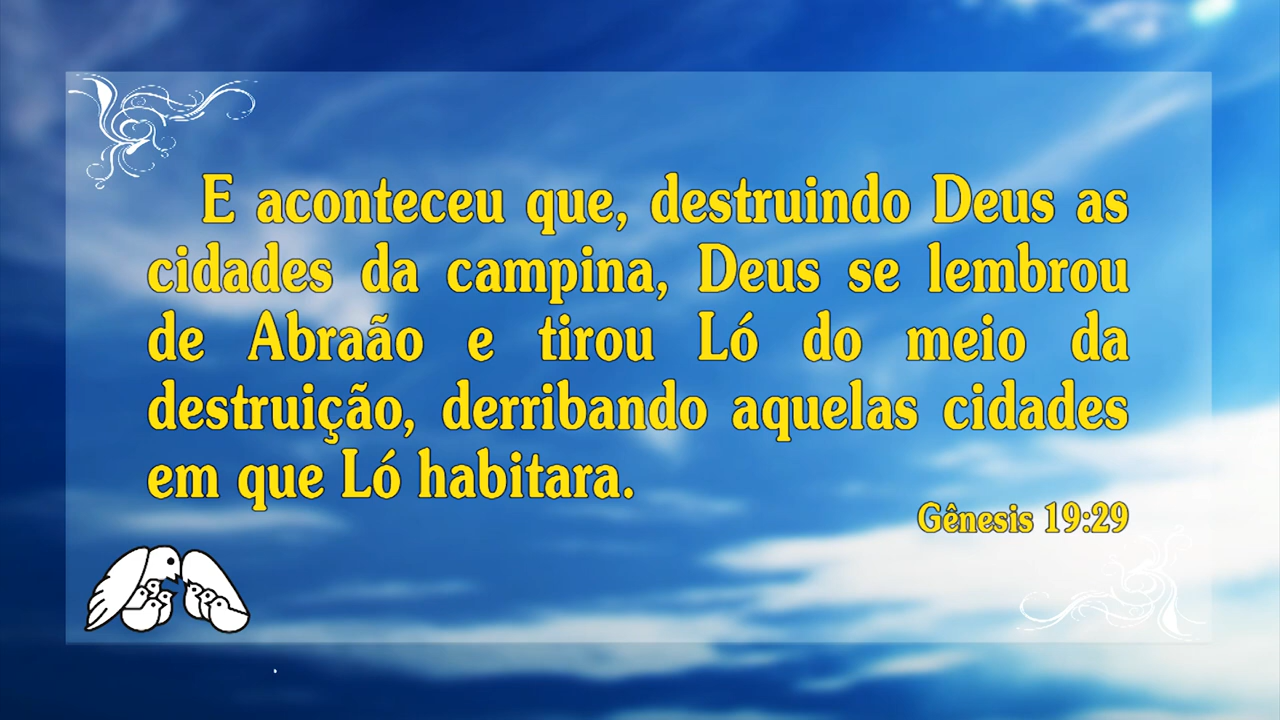 E aconteceu que, destruindo Deus as
cidades da campina, Deus se lembrou
de Abraão e tirou Ló do meio da
destruição, derribando aquelas cidades
em que Ló habitara.
Gênesis 19:29